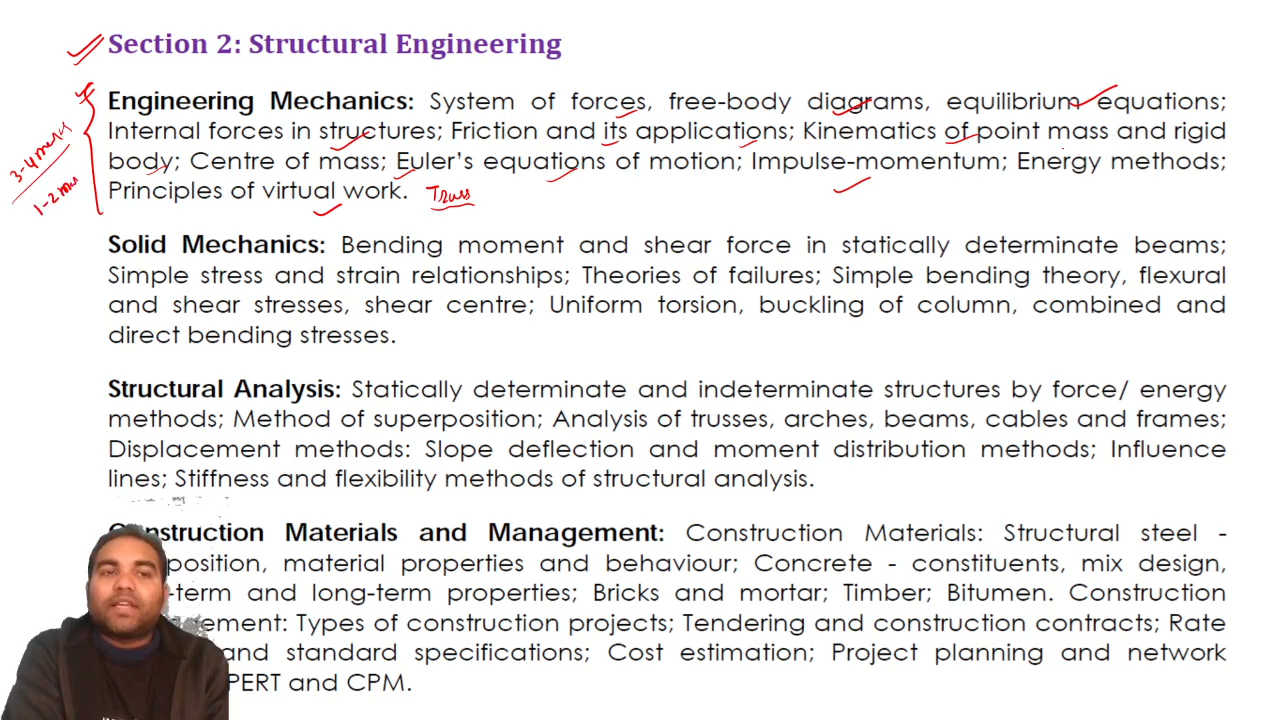 Section 2: Structural Engineering
Engineering Mechanics: System of forces, free-body diagrams, equilibrium equations;
Internal forces in structures; Friction and its applications; Kinematics of point mass and rigid
body; Centre of mass; Euler's equations of motion; Impulse-momentum; Energy methods;
Principles of virtual work. Truss
3-4
1-2
Solid Mechanics: Bending moment and shear force in statically determinate beams;
Simple stress and strain relationships; Theories of failures; Simple bending theory, flexural
and shear stresses, shear centre; Uniform torsion, buckling of column, combined and
direct bending stresses.
Structural Analysis: Statically determinate and indeterminate structures by force/ energy
methods; Method of superposition; Analysis of trusses, arches, beams, cables and frames;
Displacement methods: Slope deflection and moment distribution methods; Influence
lines; Stiffness and flexibility methods of structural analysis.
Construction Materials and Management: Construction Materials: Structural steel -
position, material properties and behaviour; Concrete - constituents, mix design,
-term and long-term properties; Bricks and mortar; Timber; Bitumen. Construction
ement: Types of construction projects; Tendering and construction contracts; Rate
and standard specifications; Cost estimation; Project planning and network
PERT and CPM.